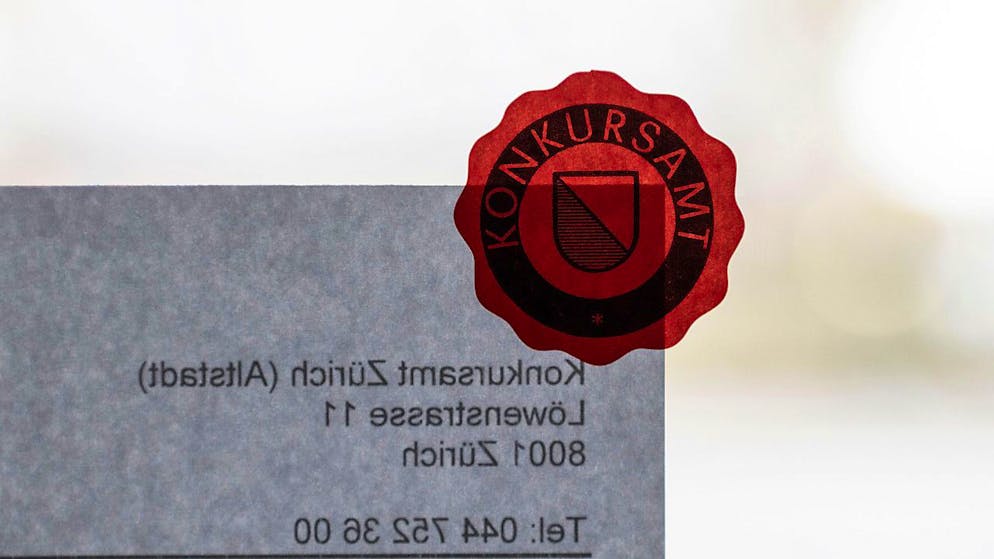 KONKURSAMT
*
Konkursamt Zürich (Altstadt)
Löwenstrasse 11
8001 Zürich
Tel: 044 752 36 00